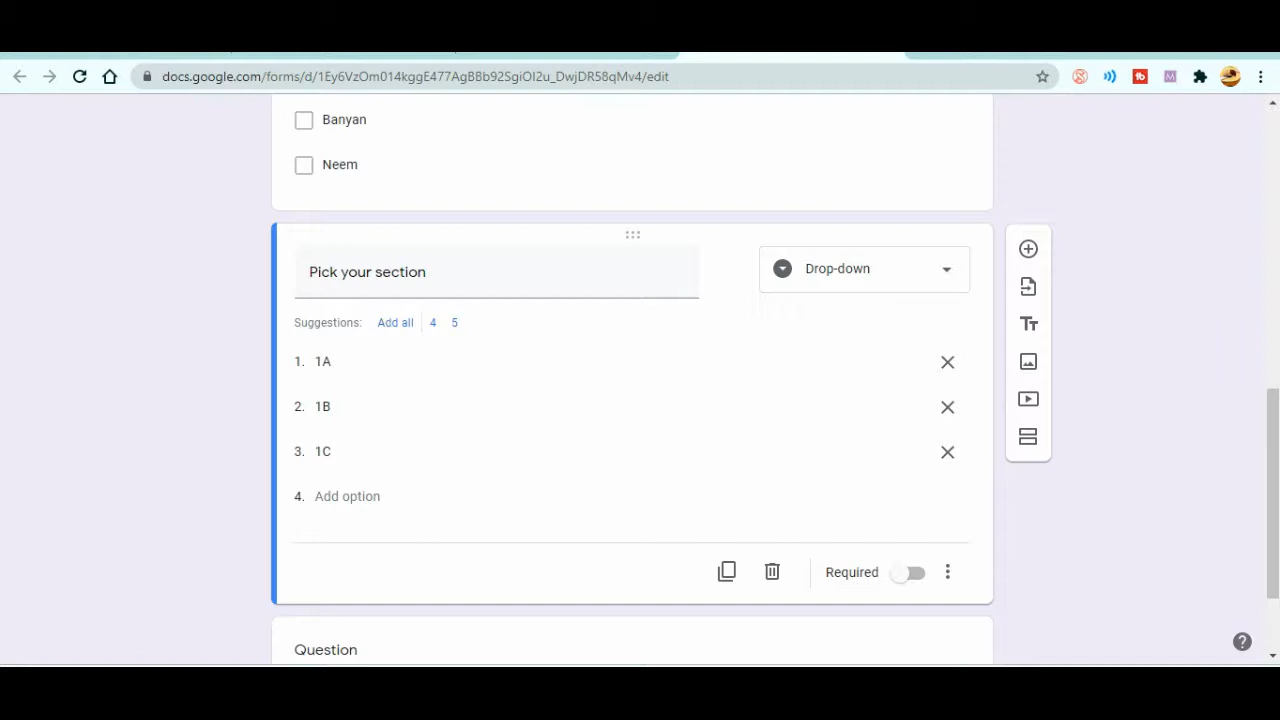 docs.google.com/forms/d/1Ey6VzOm014kggE477AgBBb92SgiOI2u_DwjDR58qMv4/edit
Banyan
Neem
Pick your section
Drop-down
Suggestions: Add all 4 5
1. 1A
2. 1B
3. 1C
4. Add option
Required
Question